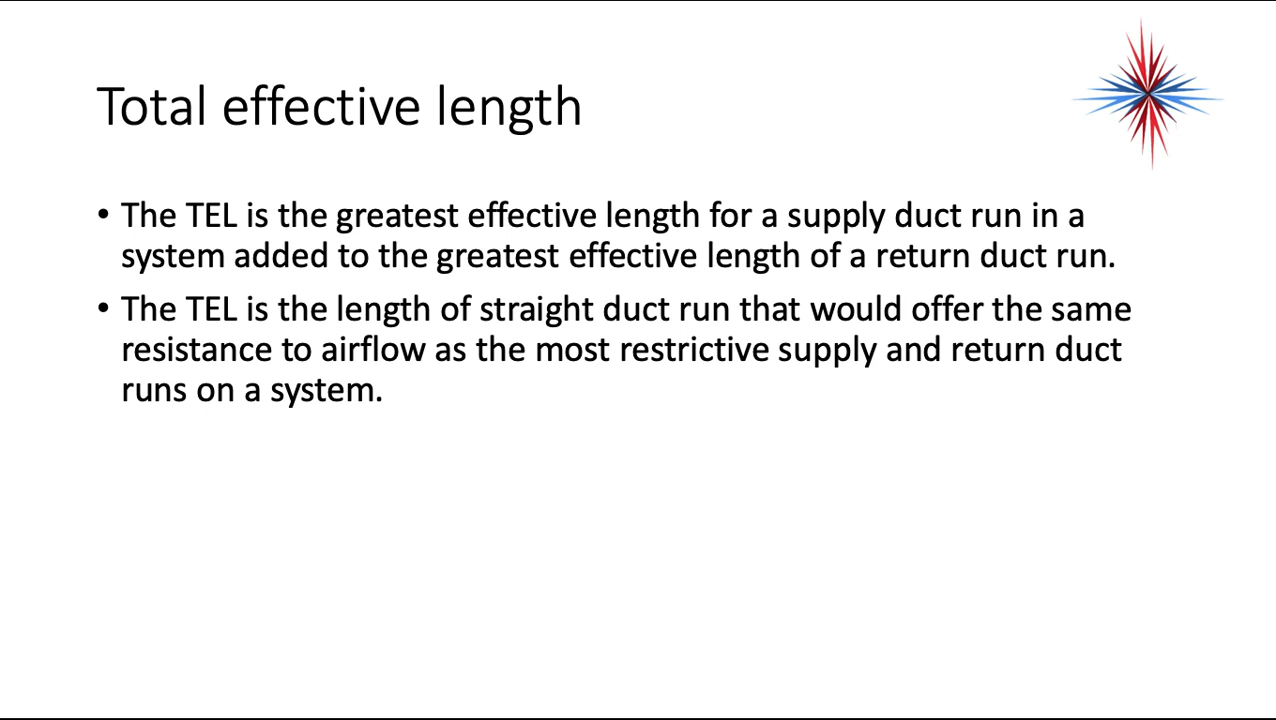 Total effective length
• The TEL is the greatest effective length for a supply duct run in a
system added to the greatest effective length of a return duct run.
• The TEL is the length of straight duct run that would offer the same
resistance to airflow as the most restrictive supply and return duct
runs on a system.